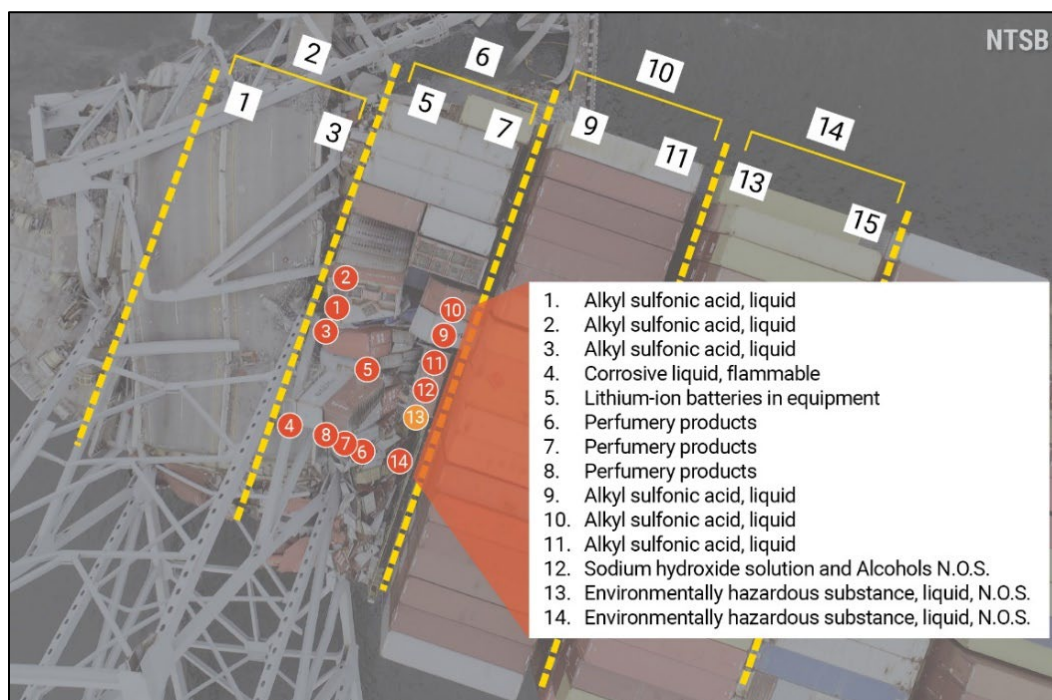 NTSB
2
6
10
14
1
3
5
7
9
11
13
15
2
1
3
5
4
8
7
6
10
9
11
12
13
14
1. Alkyl sulfonic acid, liquid
2. Alkyl sulfonic acid, liquid
3. Alkyl sulfonic acid, liquid
4. Corrosive liquid, flammable
5. Lithium-ion batteries in equipment
6. Perfumery products
7. Perfumery products
8. Perfumery products
9. Alkyl sulfonic acid, liquid
10. Alkyl sulfonic acid, liquid
11. Alkyl sulfonic acid, liquid
12. Sodium hydroxide solution and Alcohols N.O.S.
13. Environmentally hazardous substance, liquid, N.O.S.
14. Environmentally hazardous substance, liquid, N.O.S.